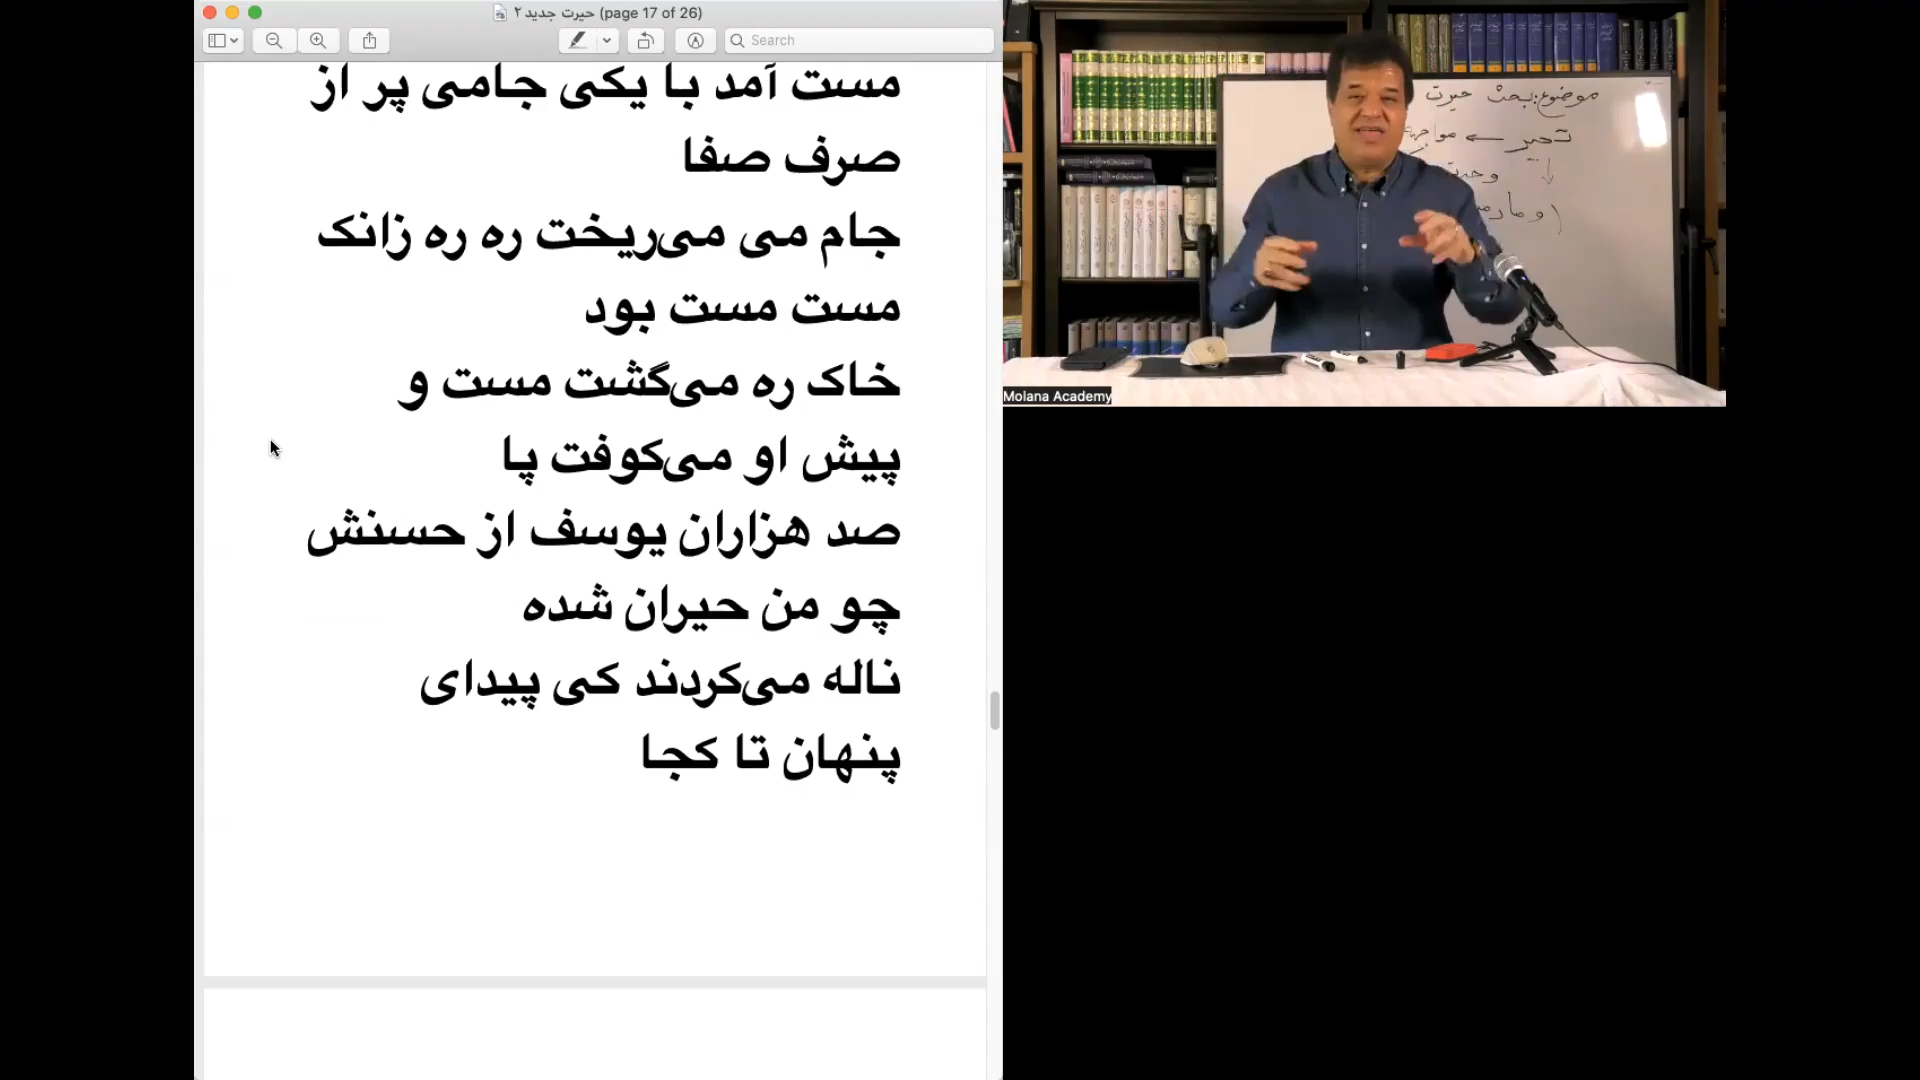 حیرت جدید ۲ (page 17 of 26)
Search
مست آمد با یکی جامی پر از
صرف صفا
جام می می‌ریخت ره ره زانک
مست مست بود
خاک ره می‌گشت مست و
پیش او می‌کوفت پا
صد هزاران یوسف از حسنش
چو من حیران شده
ناله می‌کردند کی پیدای
پنهان تا کجا
موضوع: بحث حیرت
تحیر
وحدت
Molana Academy